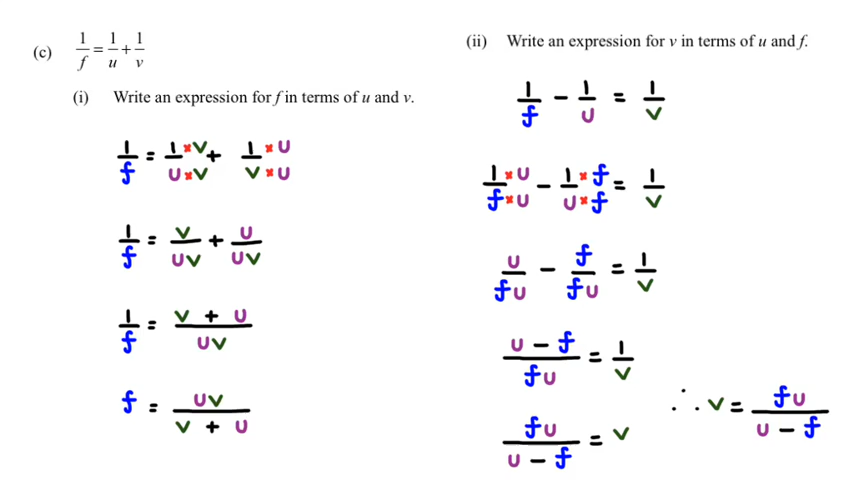 (c) 1/f = 1/u + 1/v
(i) Write an expression for f in terms of u and v.
1/f = 1×v/u×v + 1×u/v×u
1/f = v/uv + u/uv
1/f = (v + u)/uv
f = uv/(v + u)
(ii) Write an expression for v in terms of u and f.
1/f - 1/u = 1/v
1×u/f×u - 1×f/u×f = 1/v
u/fu - f/fu = 1/v
(u - f)/fu = 1/v
fu/(u - f) = v
∴ v = fu/(u - f)